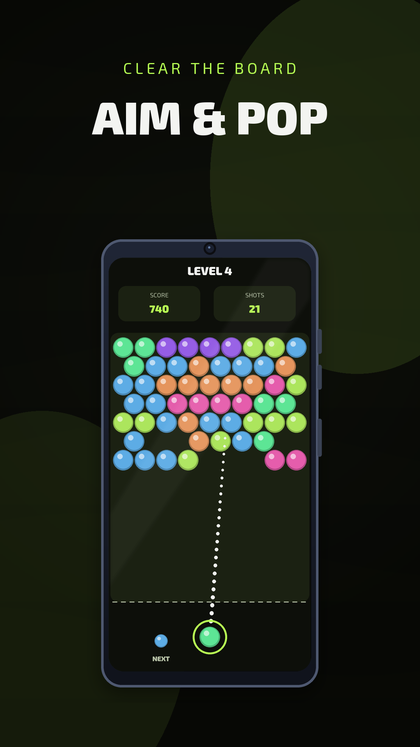 CLEAR THE BOARD
AIM & POP
LEVEL 4
SCORE
740
SHOTS
21
NEXT